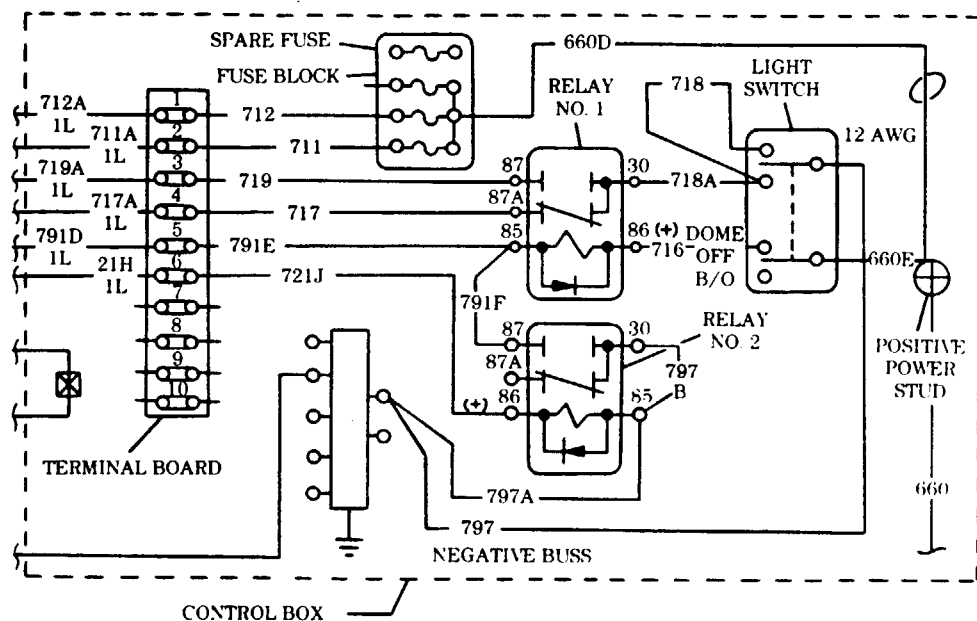 SPARE FUSE
FUSE BLOCK
660D
RELAY
NO. 1
718
LIGHT
SWITCH
12 AWG
712A
1L
1
712
711A
1L
2
711
719A
1L
3
719
87
30
718A
717A
1L
4
717
87A
791D
1L
5
791E
85
86
(+)
716
DOME
OFF
B/O
660E
21H
1L
6
721J
7
791F
87
30
RELAY
NO. 2
8
87A
797
B
9
(+)
86
85
10
POSITIVE
POWER
STUD
TERMINAL BOARD
797A
660
797
NEGATIVE BUSS
CONTROL BOX